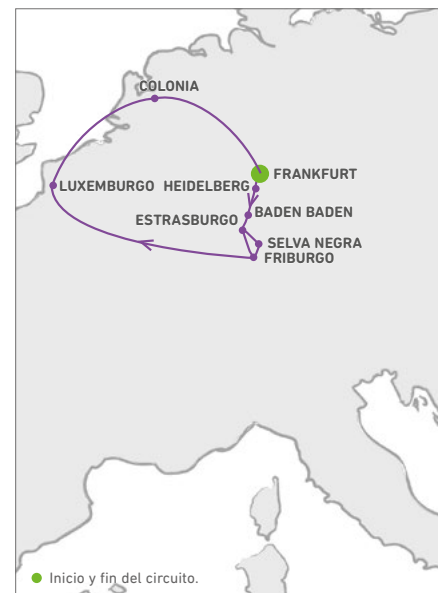 COLONIA
FRANKFURT
LUXEMBURGO HEIDELBERG
BADEN BADEN
ESTRASBURGO
SELVA NEGRA
FRIBURGO
Inicio y fin del circuito.